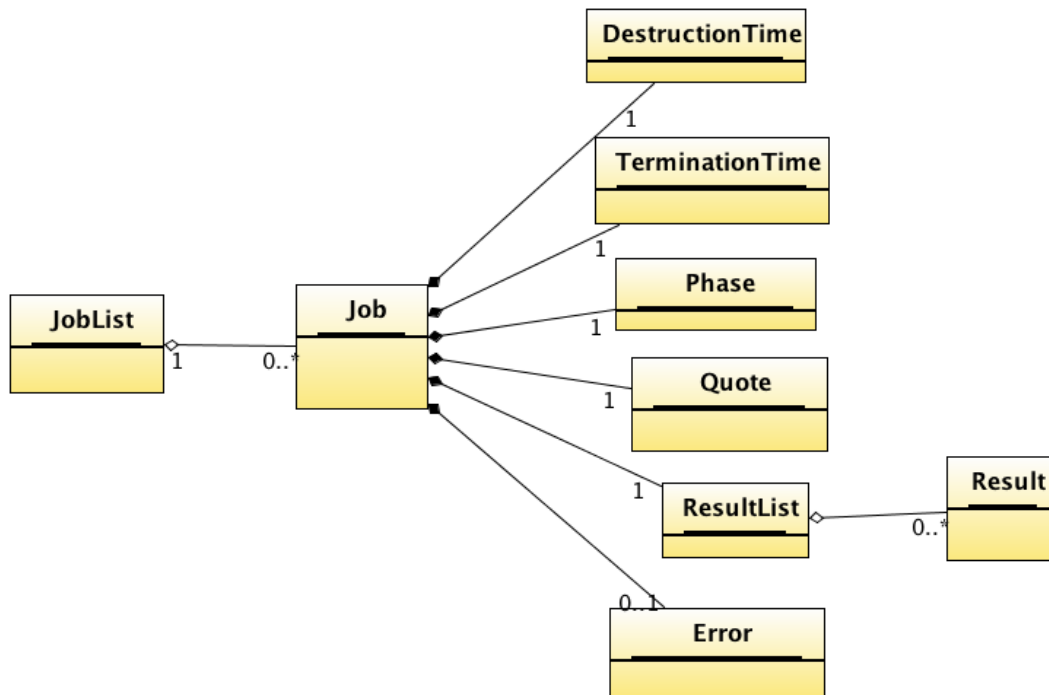 DestructionTime
1
TerminationTime
1
Phase
1
JobList
1
0..*
Job
Quote
1
1
ResultList
0..*
Result
0..1
Error